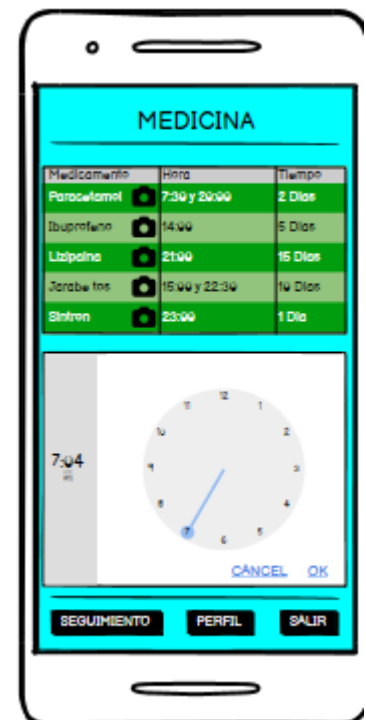 MEDICINA
Medicamento Hora Tiempo
Paracetamol 7:30 y 20:00 2 Dias
Ibuprofeno 14:00 5 Dias
Lizipaina 21:00 15 Dias
Jarabe tos 15:00 y 22:30 10 Dias
Sintron 23:00 1 Dia
12
11 1
10 2
7:04
9 3
8 4
7 5
6
CANCEL OK
SEGUIMIENTO PERFIL SALIR